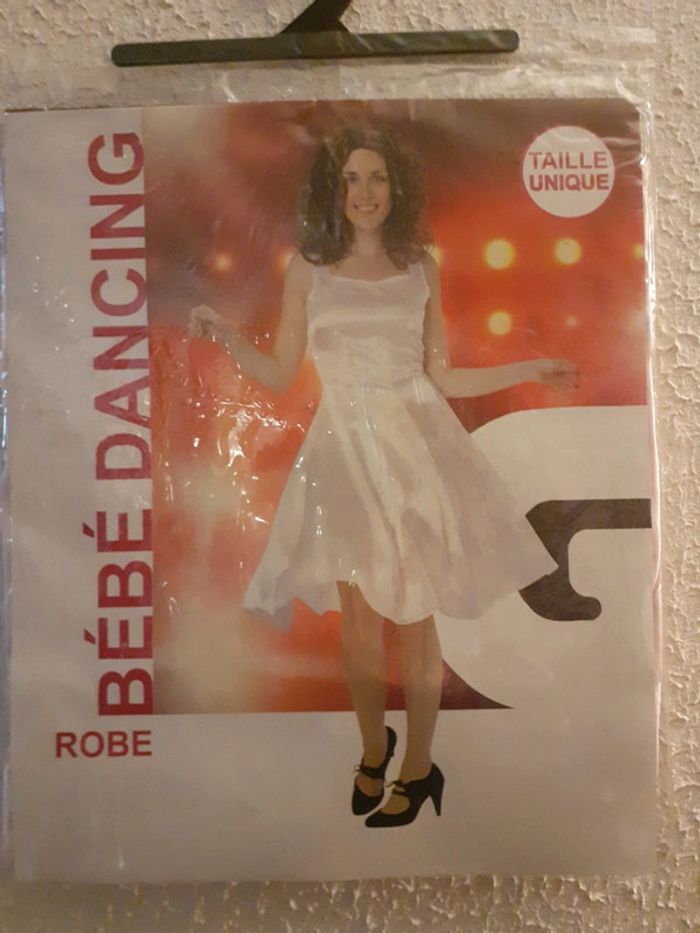 TAILLE
UNIQUE
BÉBÉ DANCING
ROBE